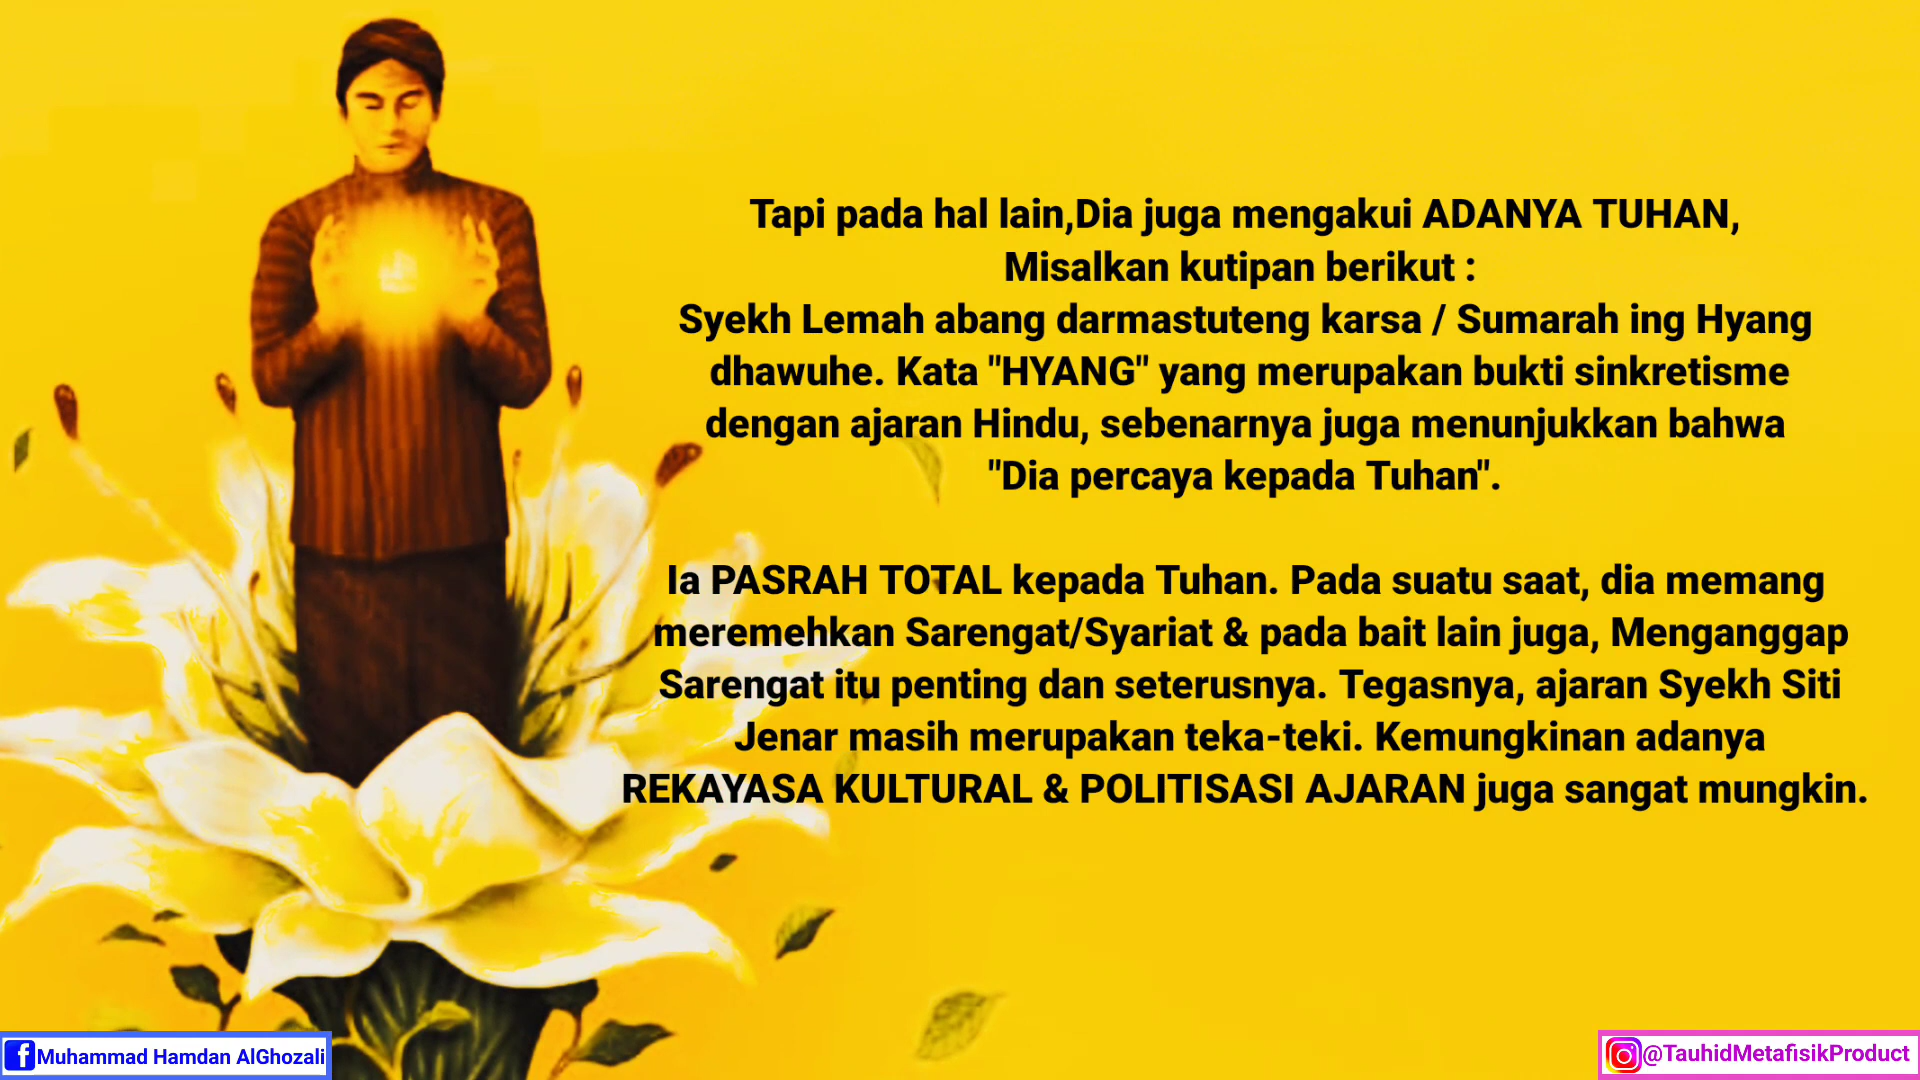 Tapi pada hal lain,Dia juga mengakui ADANYA TUHAN,
Misalkan kutipan berikut :
Syekh Lemah abang darmastuteng karsa / Sumarah ing Hyang
dhawuhe. Kata "HYANG" yang merupakan bukti sinkretisme
dengan ajaran Hindu, sebenarnya juga menunjukkan bahwa
"Dia percaya kepada Tuhan".
Ia PASRAH TOTAL kepada Tuhan. Pada suatu saat, dia memang
meremehkan Sarengat/Syariat & pada bait lain juga, Menganggap
Sarengat itu penting dan seterusnya. Tegasnya, ajaran Syekh Siti
Jenar masih merupakan teka-teki. Kemungkinan adanya
REKAYASA KULTURAL & POLITISASI AJARAN juga sangat mungkin.
Muhammad Hamdan AlGhozali
@TauhidMetafisikProduct